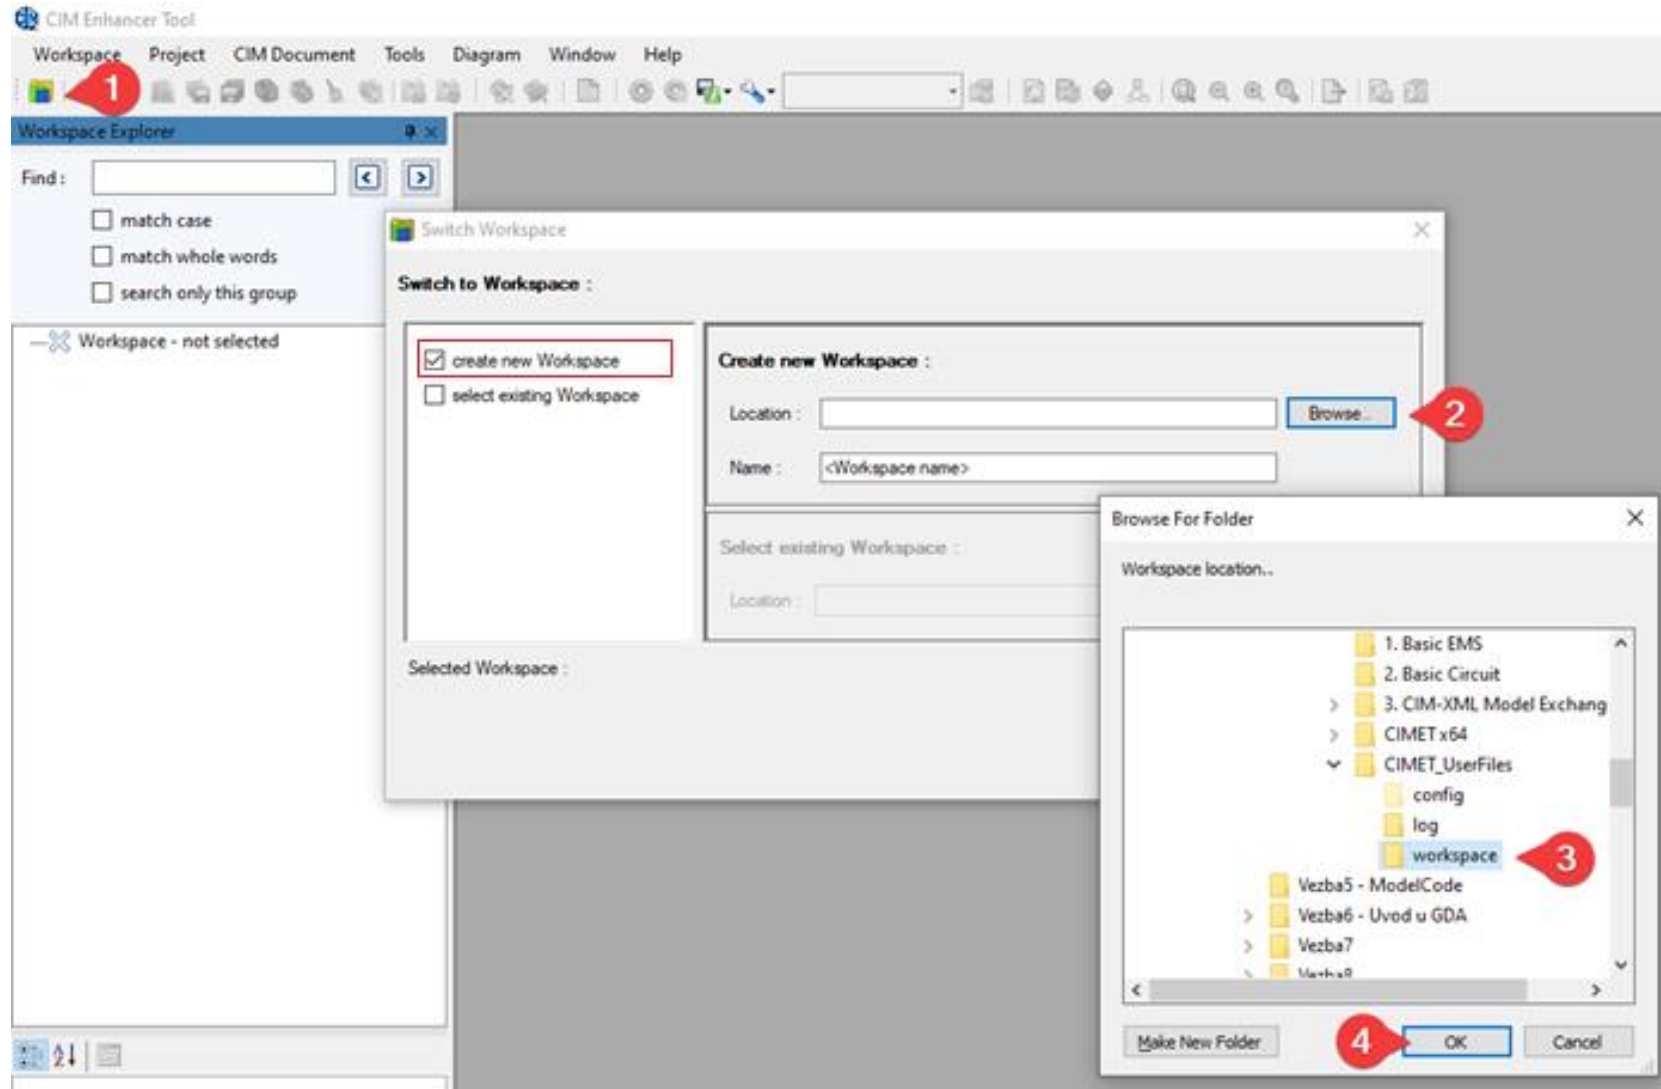 CIM Enhancer Tool
Workspace Project CIM Document Tools Diagram Window Help
1
Workspace Explorer
Find :
match case
match whole words
search only this group
Workspace - not selected
Switch Workspace
Switch to Workspace :
create new Workspace
select existing Workspace
Create new Workspace :
Location :
Browse...
2
Name :
<Workspace name>
Select existing Workspace :
Location :
Selected Workspace :
Browse For Folder
Workspace location..
1. Basic EMS
2. Basic Circuit
3. CIM-XML Model Exchang
CIMET x64
CIMET_UserFiles
config
log
workspace
3
Vezba5 - ModelCode
Vezba6 - Uvod u GDA
Vezba7
Vezba8
Make New Folder
4
OK
Cancel